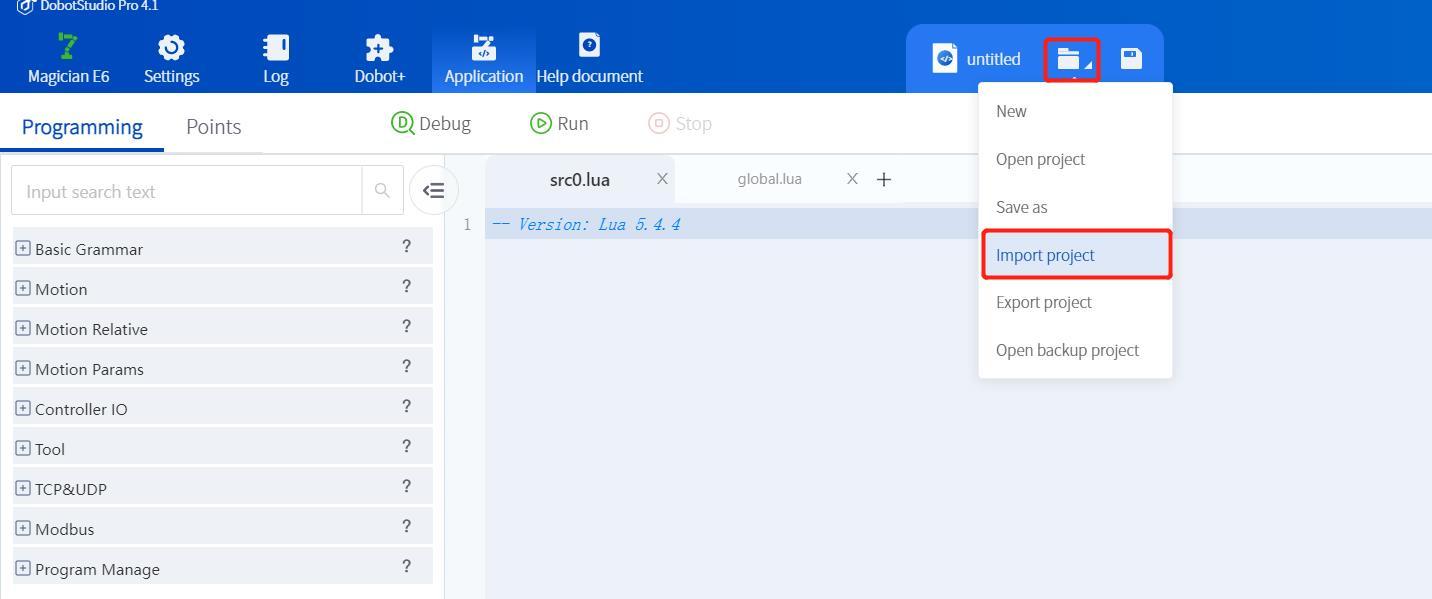 DobotStudio Pro 4.1
Magician E6
Settings
Log
Dobot+
Application
Help document
untitled
Programming
Points
Debug
Run
Stop
New
Open project
Save as
Import project
Export project
Open backup project
Input search text
src0.lua X
global.lua X +
1 -- Version: Lua 5.4.4
Basic Grammar ?
Motion ?
Motion Relative ?
Motion Params ?
Controller IO ?
Tool ?
TCP&UDP ?
Modbus ?
Program Manage ?